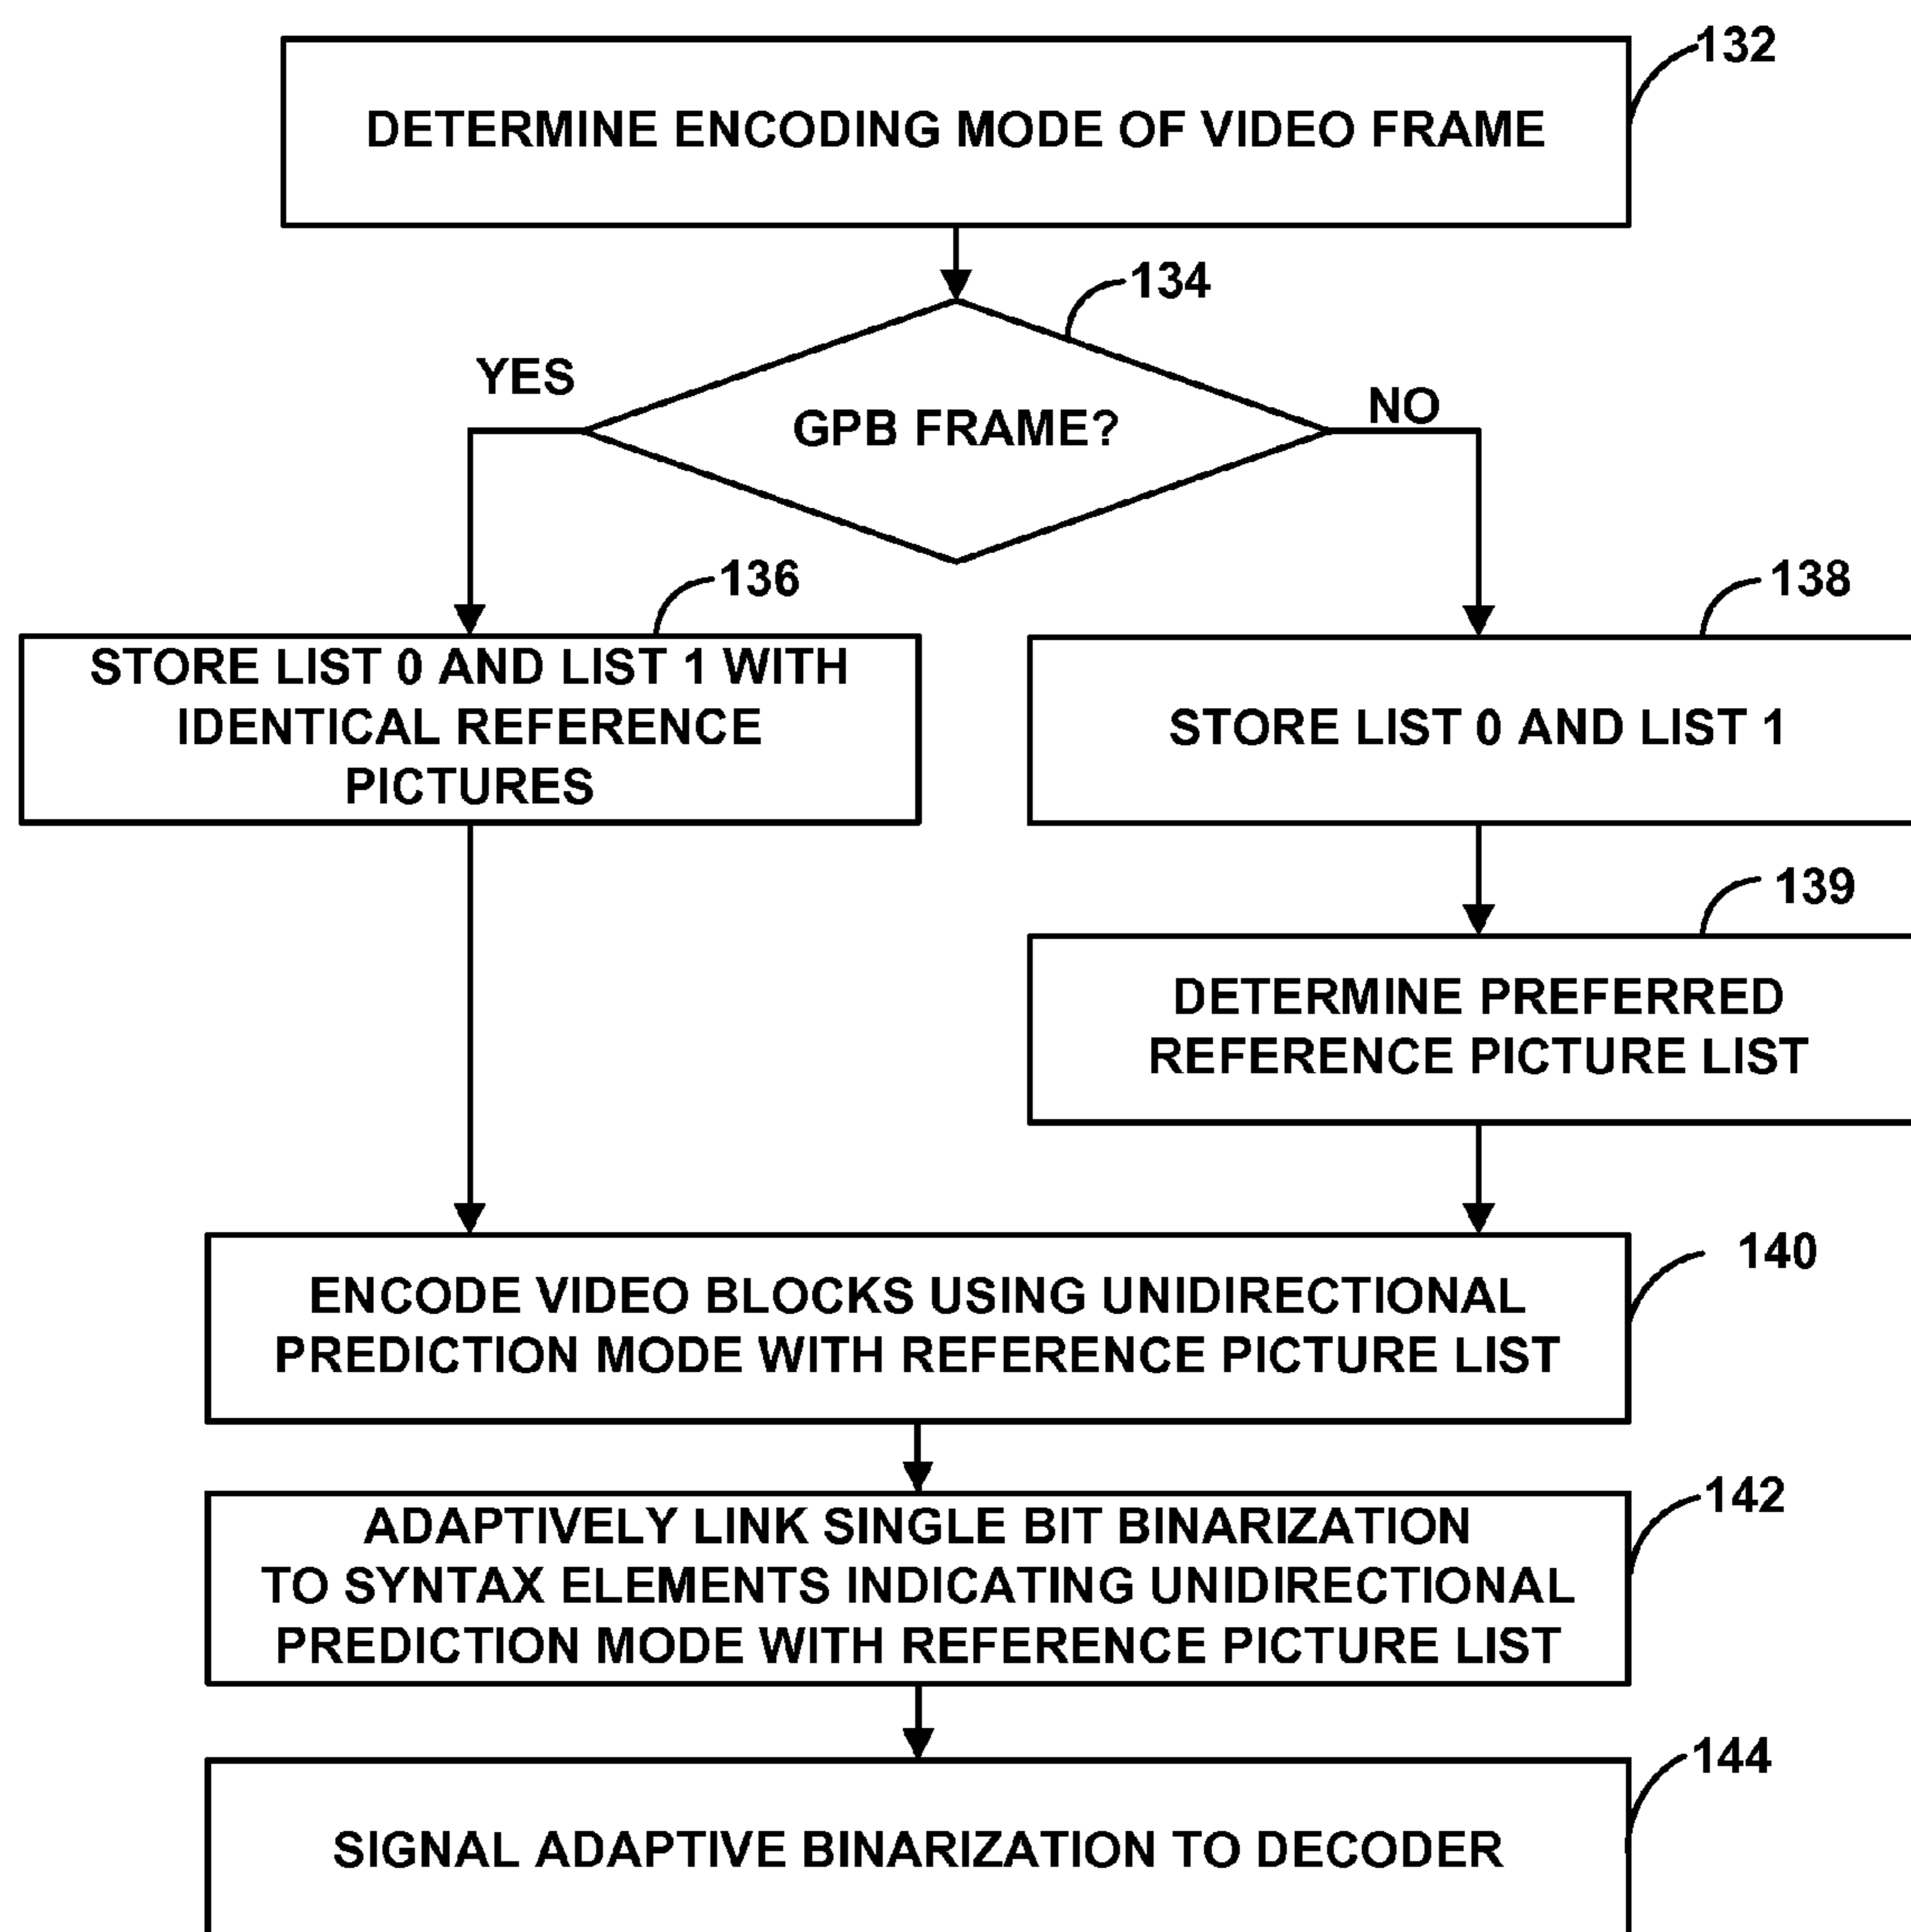 132
DETERMINE ENCODING MODE OF VIDEO FRAME
134
YES
GPB FRAME?
NO
136
STORE LIST 0 AND LIST 1 WITH
IDENTICAL REFERENCE
PICTURES
138
STORE LIST 0 AND LIST 1
139
DETERMINE PREFERRED
REFERENCE PICTURE LIST
140
ENCODE VIDEO BLOCKS USING UNIDIRECTIONAL
PREDICTION MODE WITH REFERENCE PICTURE LIST
142
ADAPTIVELY LINK SINGLE BIT BINARIZATION
TO SYNTAX ELEMENTS INDICATING UNIDIRECTIONAL
PREDICTION MODE WITH REFERENCE PICTURE LIST
144
SIGNAL ADAPTIVE BINARIZATION TO DECODER